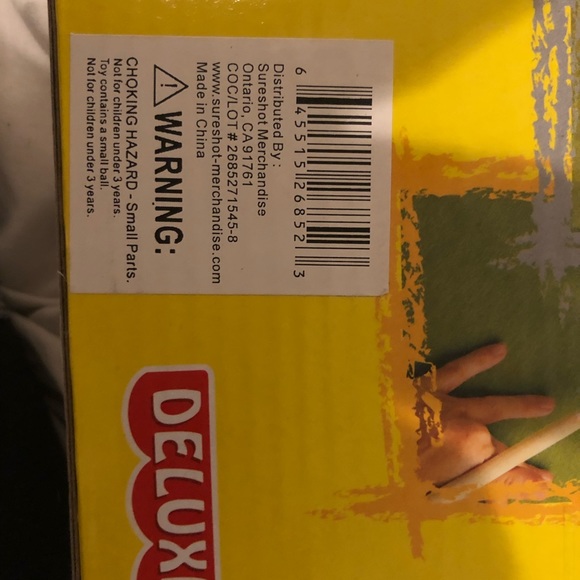 6 45515 26852 3
Distributed By :
Sureshot Merchandise
Ontario, CA 91761
COC/LOT # 2685271545-8
www.sureshot-merchandise.com
Made in China
⚠ WARNING:
CHOKING HAZARD - Small Parts.
Not for children under 3 years.
Toy contains a small ball.
Not for children under 3 years.
DELUX